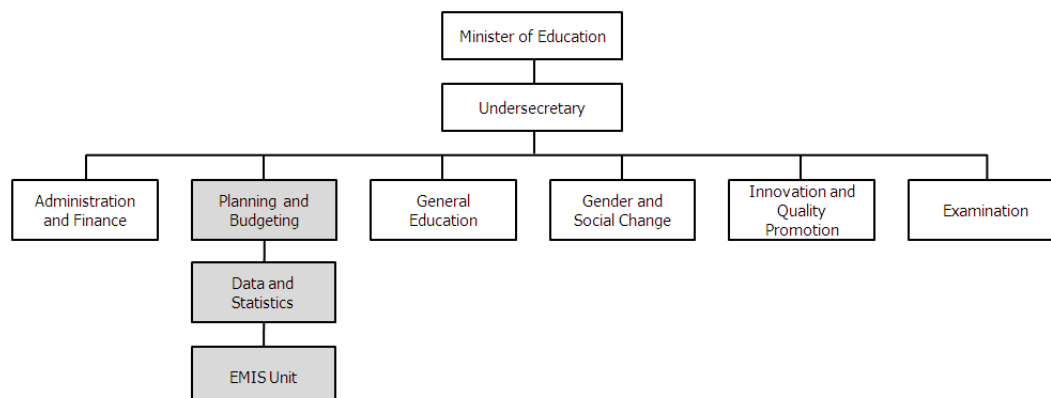 Minister of Education
Undersecretary
Administration
and Finance
Planning and
Budgeting
General
Education
Gender and
Social Change
Innovation and
Quality
Promotion
Examination
Data and
Statistics
EMIS Unit